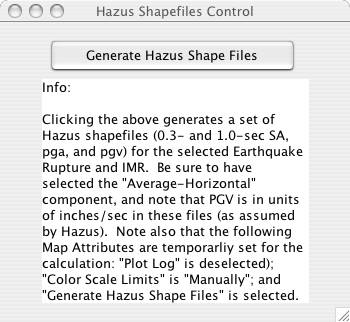 Hazus Shapefiles Control
Generate Hazus Shape Files
Info:
Clicking the above generates a set of
Hazus shapefiles (0.3- and 1.0-sec SA,
pga, and pgv) for the selected Earthquake
Rupture and IMR.  Be sure to have
selected the "Average-Horizontal"
component, and note that PGV is in units
of inches/sec in these files (as assumed
by Hazus).  Note also that the following
Map Attributes are temporarliy set for the
calculation: "Plot Log" is deselected);
"Color Scale Limits" is "Manually"; and
"Generate Hazus Shape Files" is selected.